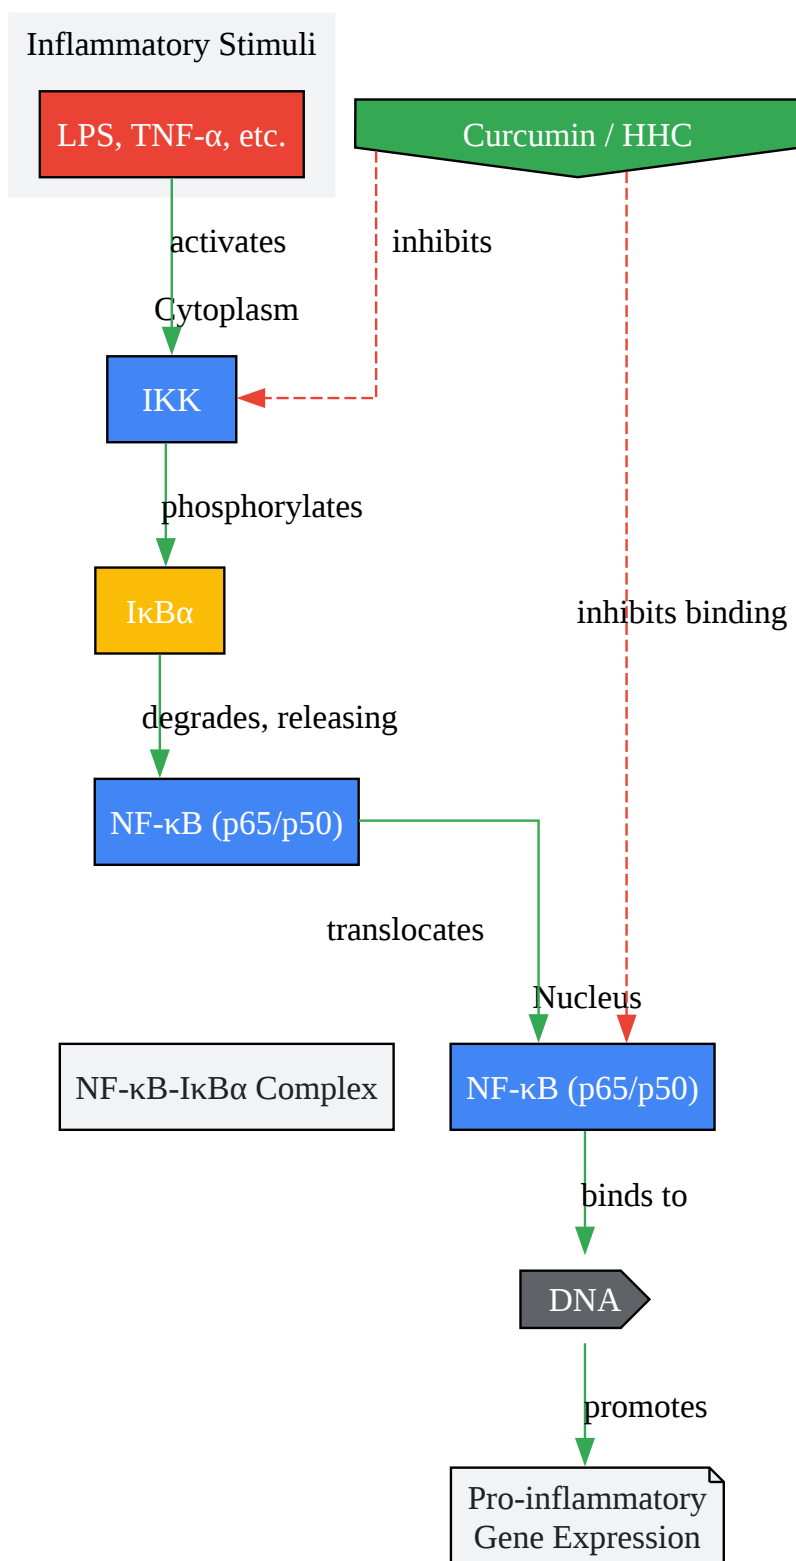 Inflammatory Stimuli
LPS, TNF-α, etc.
Curcumin / HHC
activates
inhibits
Cytoplasm
IKK
phosphorylates
IκBα
inhibits binding
degrades, releasing
NF-κB (p65/p50)
translocates
Nucleus
NF-κB-IκBα Complex
NF-κB (p65/p50)
binds to
DNA
promotes
Pro-inflammatory
Gene Expression